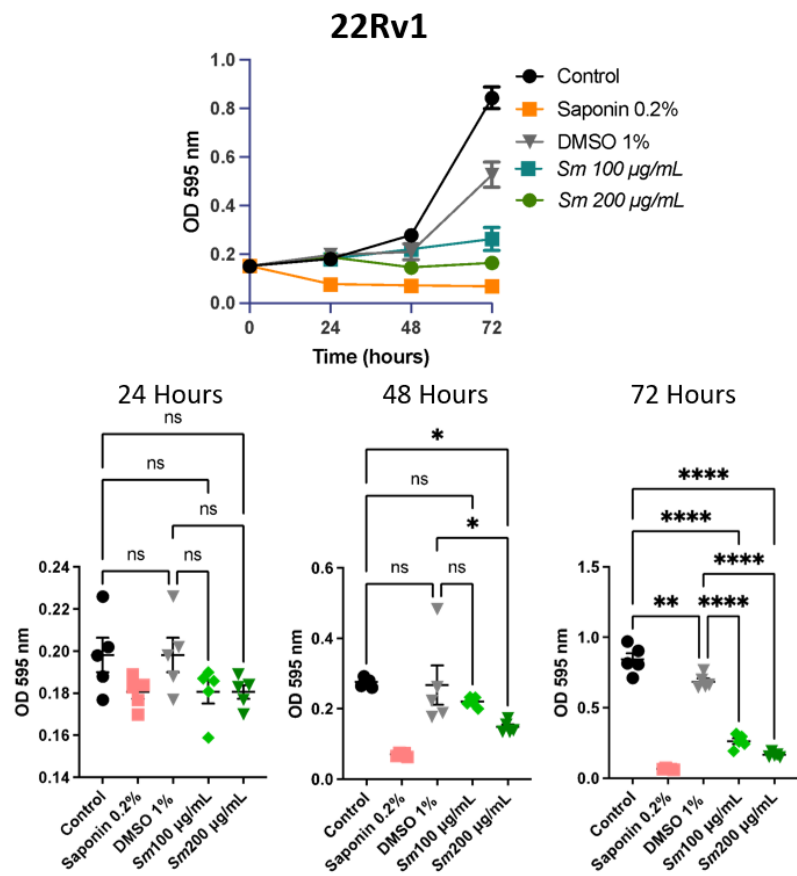 22Rv1
1.0
0.8
0.6
0.4
0.2
0.0
OD 595 nm
0 24 48 72
Time (hours)
Control
Saponin 0.2%
DMSO 1%
Sm 100 µg/mL
Sm 200 µg/mL
24 Hours
ns
ns
ns
ns ns
0.24
0.22
0.20
0.18
0.16
0.14
OD 595 nm
Control
Saponin 0.2%
DMSO 1%
Sm100 µg/mL
Sm200 µg/mL
48 Hours
*
ns
*
ns ns
0.6
0.4
0.2
0.0
OD 595 nm
Control
Saponin 0.2%
DMSO 1%
Sm100 µg/mL
Sm200 µg/mL
72 Hours
****
****
****
** ****
1.5
1.0
0.5
0.0
OD 595 nm
Control
Saponin 0.2%
DMSO 1%
Sm100 µg/mL
Sm200 µg/mL